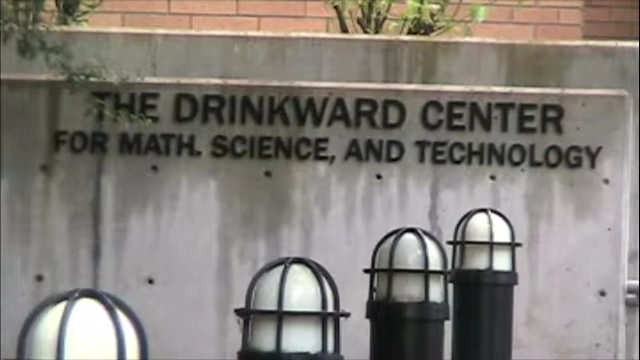 THE DRINKWARD CENTER
FOR MATH. SCIENCE, AND TECHNOLOGY